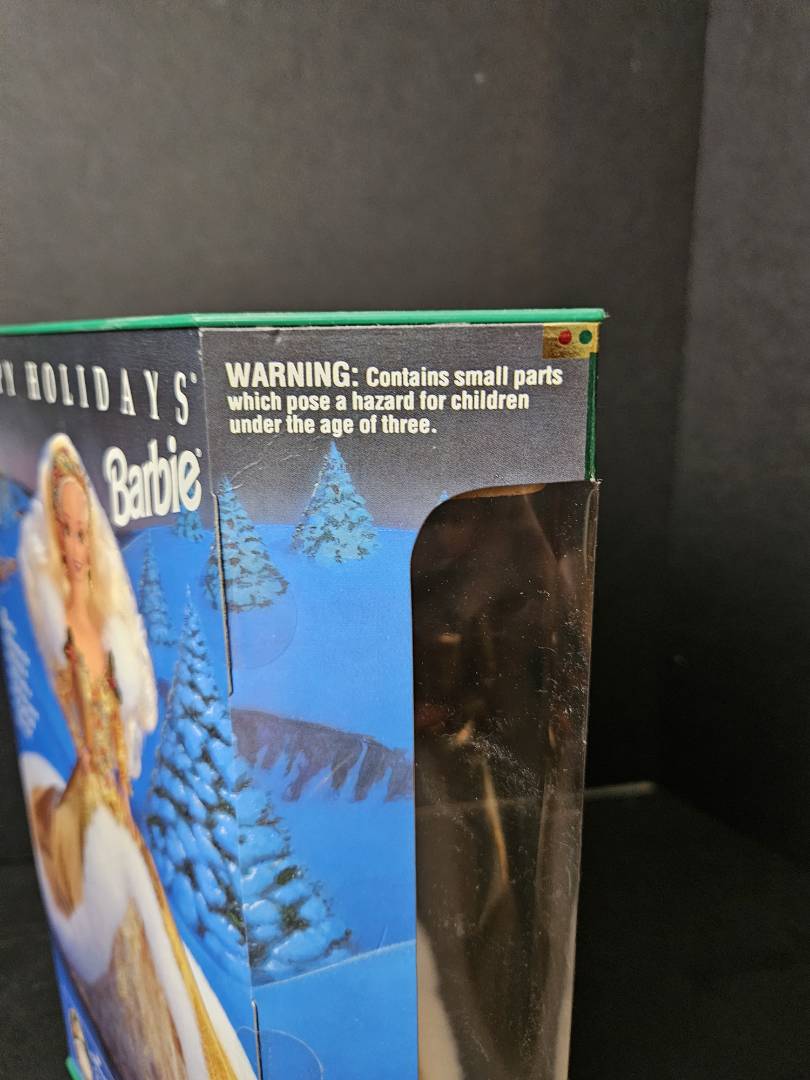 Y HOLIDAYS®
Barbie®
WARNING: Contains small parts
which pose a hazard for children
under the age of three.